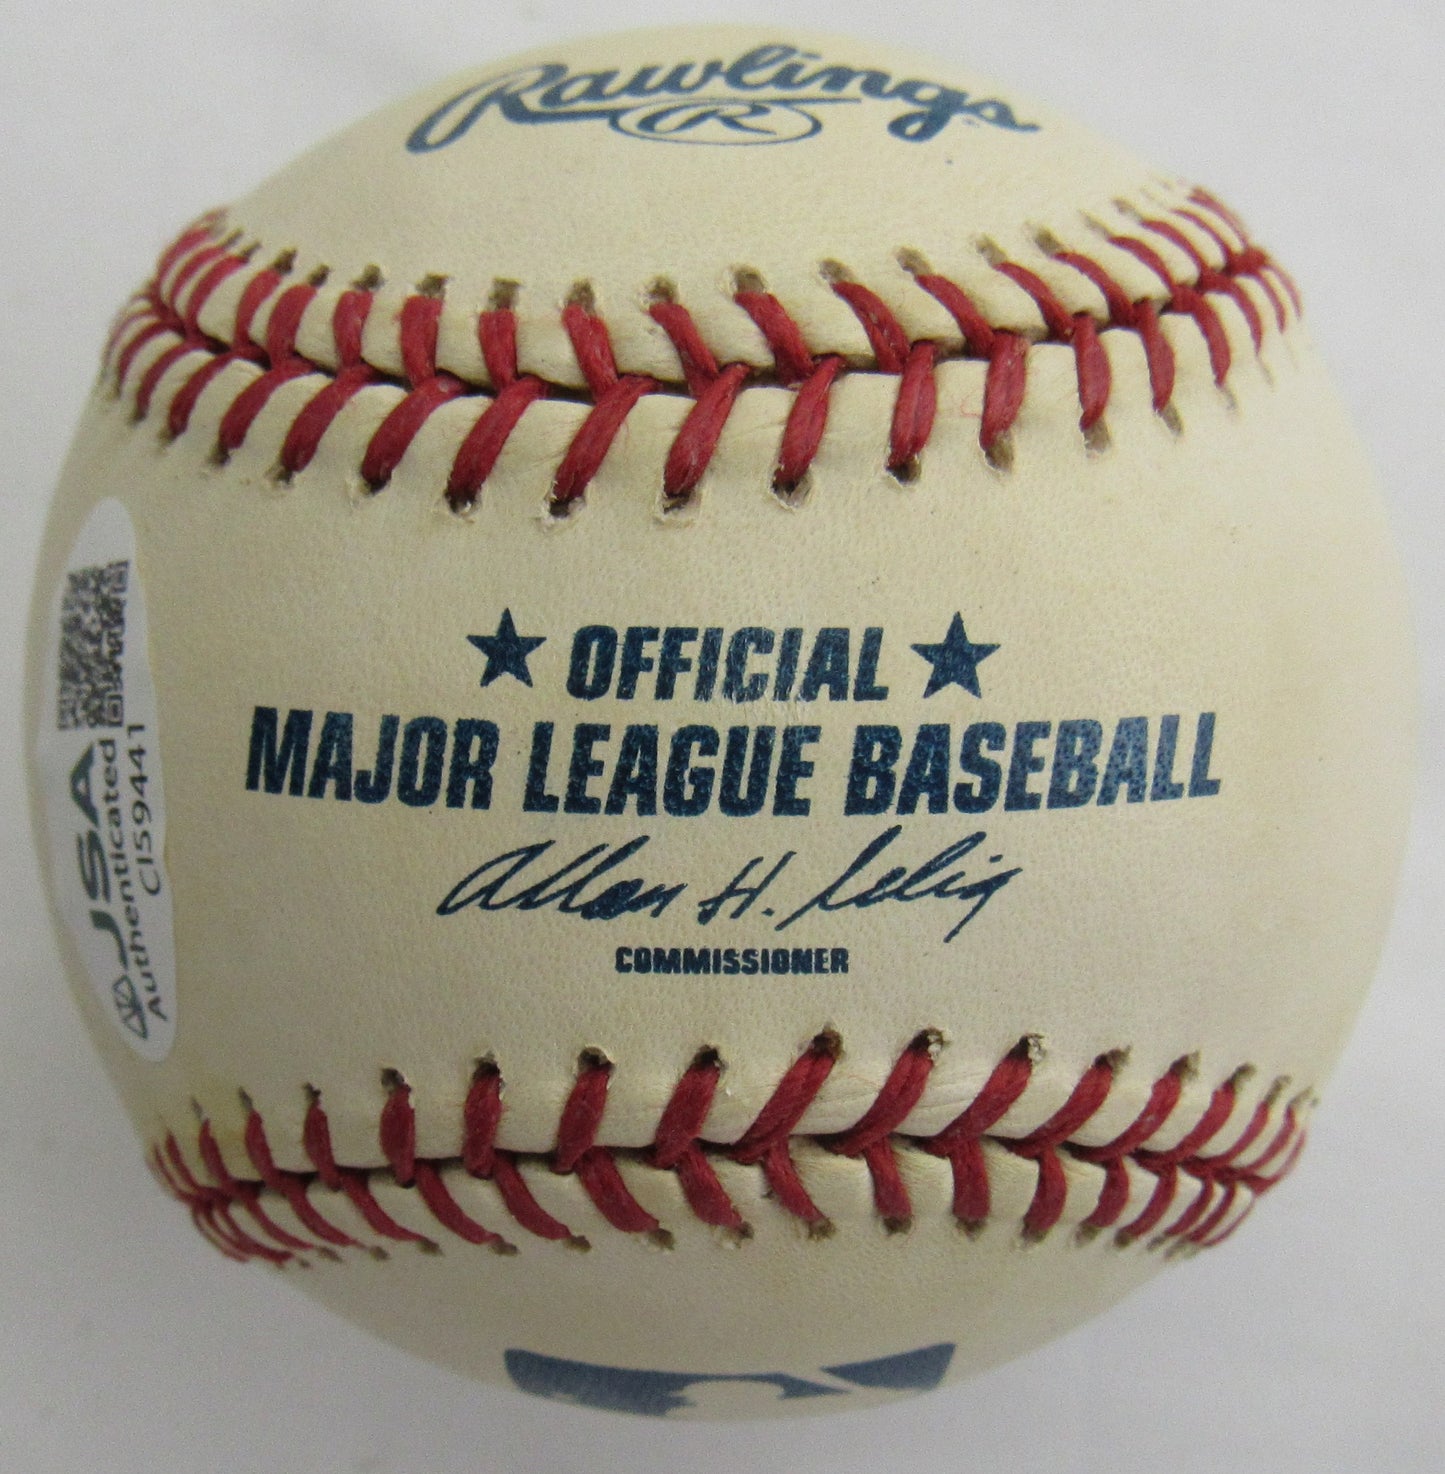 Rawlings
R
★ OFFICIAL ★
MAJOR LEAGUE BASEBALL
Allan H. Selig
COMMISSIONER
JSA
Authenticated
CI59441